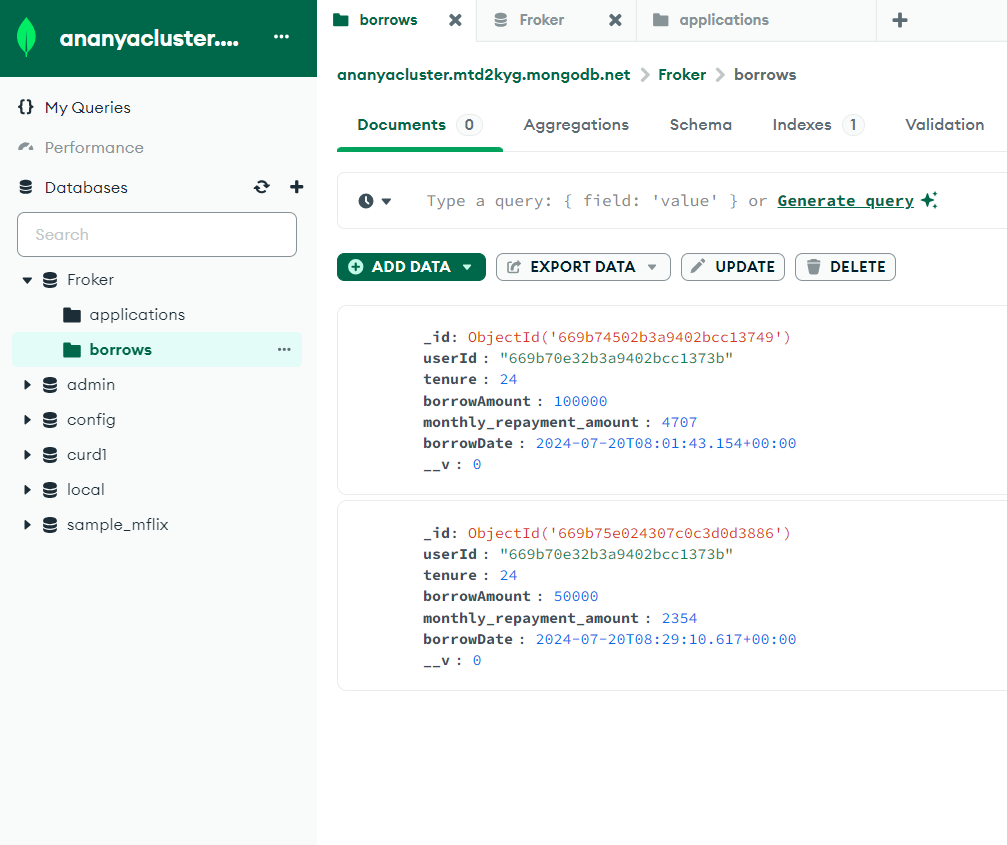 ananyacluster....
borrows
Froker
applications
ananyacluster.mtd2kyg.mongodb.net
Froker
borrows
My Queries
Performance
Databases
Search
Froker
applications
borrows
admin
config
curd1
local
sample_mflix
Documents 0
Aggregations
Schema
Indexes 1
Validation
Type a query: { field: 'value' } or Generate query
ADD DATA
EXPORT DATA
UPDATE
DELETE
_id: ObjectId('669b74502b3a9402bcc13749')
userId : "669b70e32b3a9402bcc1373b"
tenure : 24
borrowAmount : 100000
monthly_repayment_amount : 4707
borrowDate : 2024-07-20T08:01:43.154+00:00
__v : 0
_id: ObjectId('669b75e024307c0c3d0d3886')
userId : "669b70e32b3a9402bcc1373b"
tenure : 24
borrowAmount : 50000
monthly_repayment_amount : 2354
borrowDate : 2024-07-20T08:29:10.617+00:00
__v : 0